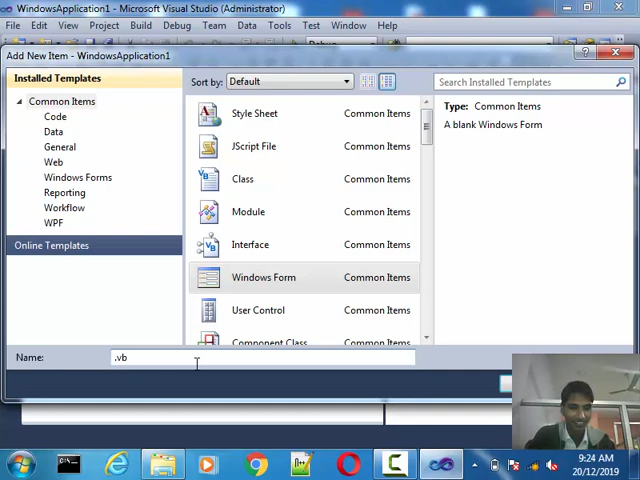 WindowsApplication1 - Microsoft Visual Studio (Administrator)
File Edit View Project Build Debug Team Data Tools Test Window Help
Add New Item - WindowsApplication1
Installed Templates
Sort by: Default
Search Installed Templates
Common Items
Code
Data
General
Web
Windows Forms
Reporting
Workflow
WPF
Online Templates
Style Sheet Common Items
JScript File Common Items
Class Common Items
Module Common Items
Interface Common Items
Windows Form Common Items
User Control Common Items
Component Class Common Items
Type: Common Items
A blank Windows Form
Name: .vb
9:24 AM
20/12/2019